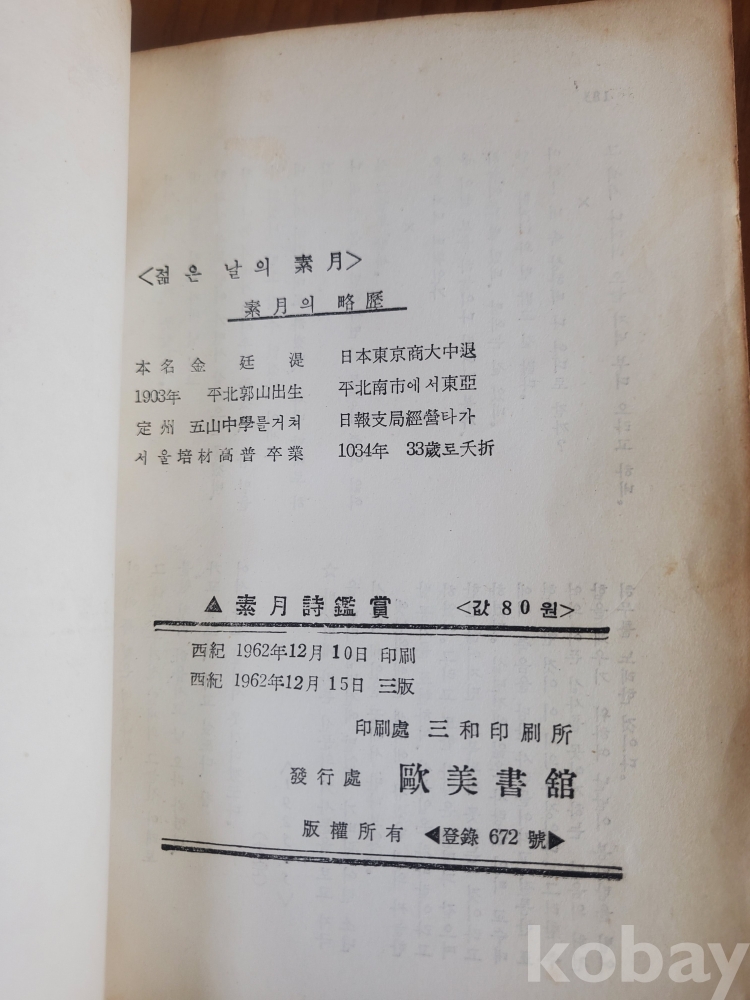 <젊은 날의 素月>
素月의 略歷
本名 金廷湜
1903年 平北郭山出生
定州 五山中學를거쳐
서울培材高普卒業
日本東京商大中退
平北南市에서東亞
日報支局經營타가
1034年 33歲로夭折
▲ 素月詩鑑賞 <값 80원>
西紀 1962年12月 10日 印刷
西紀 1962年12月 15日 三版
印刷處 三和印刷所
發行處 歐美書館
版權所有 ◀登錄 672 號▶
kobay